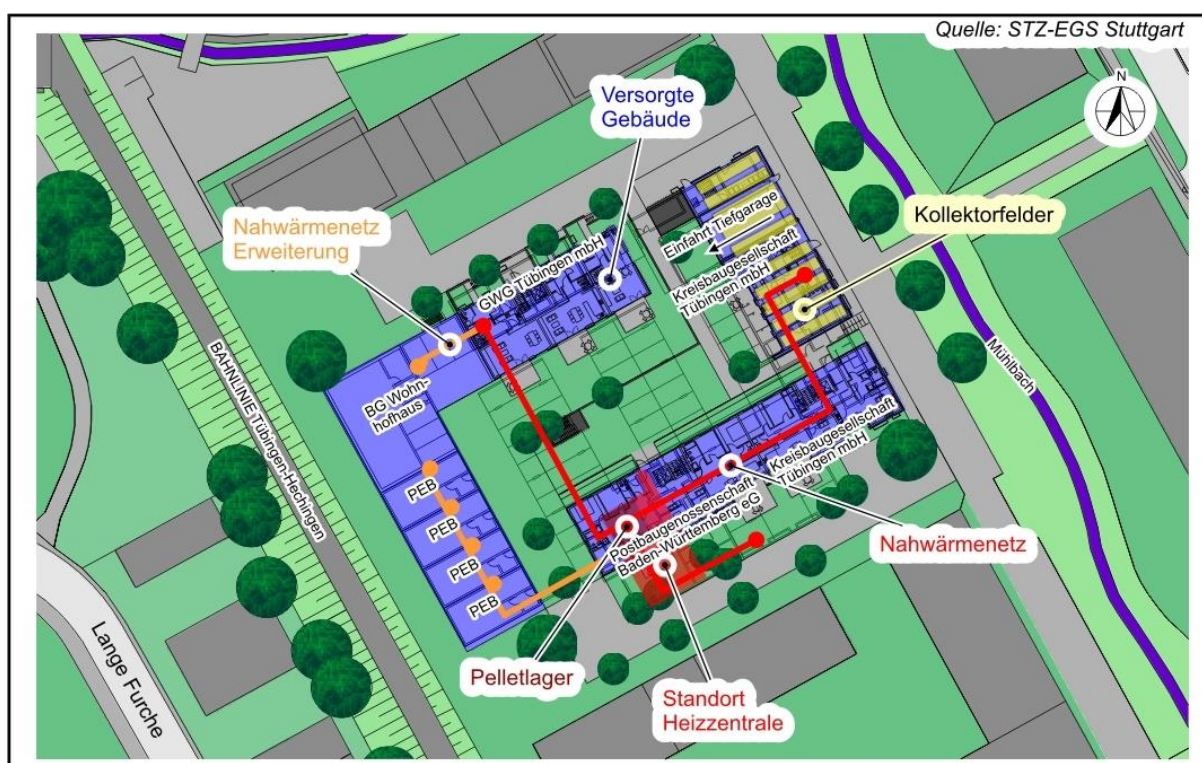 Quelle: STZ-EGS Stuttgart
N
Versorgte
Gebäude
Kollektorfelder
Nahwärmenetz
Erweiterung
Einfahrt Tiefgarage
Kreisbaugesellschaft
Tübingen mbH
GWG Tübingen mbH
BG Wohn-
hofhaus
BAHNLINIE Tübingen-Hechingen
Mühlbach
PEB
PEB
PEB
PEB
Postbaugenossenschaft
Baden-Württemberg eG
Kreisbaugesellschaft
Tübingen mbH
Nahwärmenetz
Pelletlager
Standort
Heizzentrale
Lange Furche